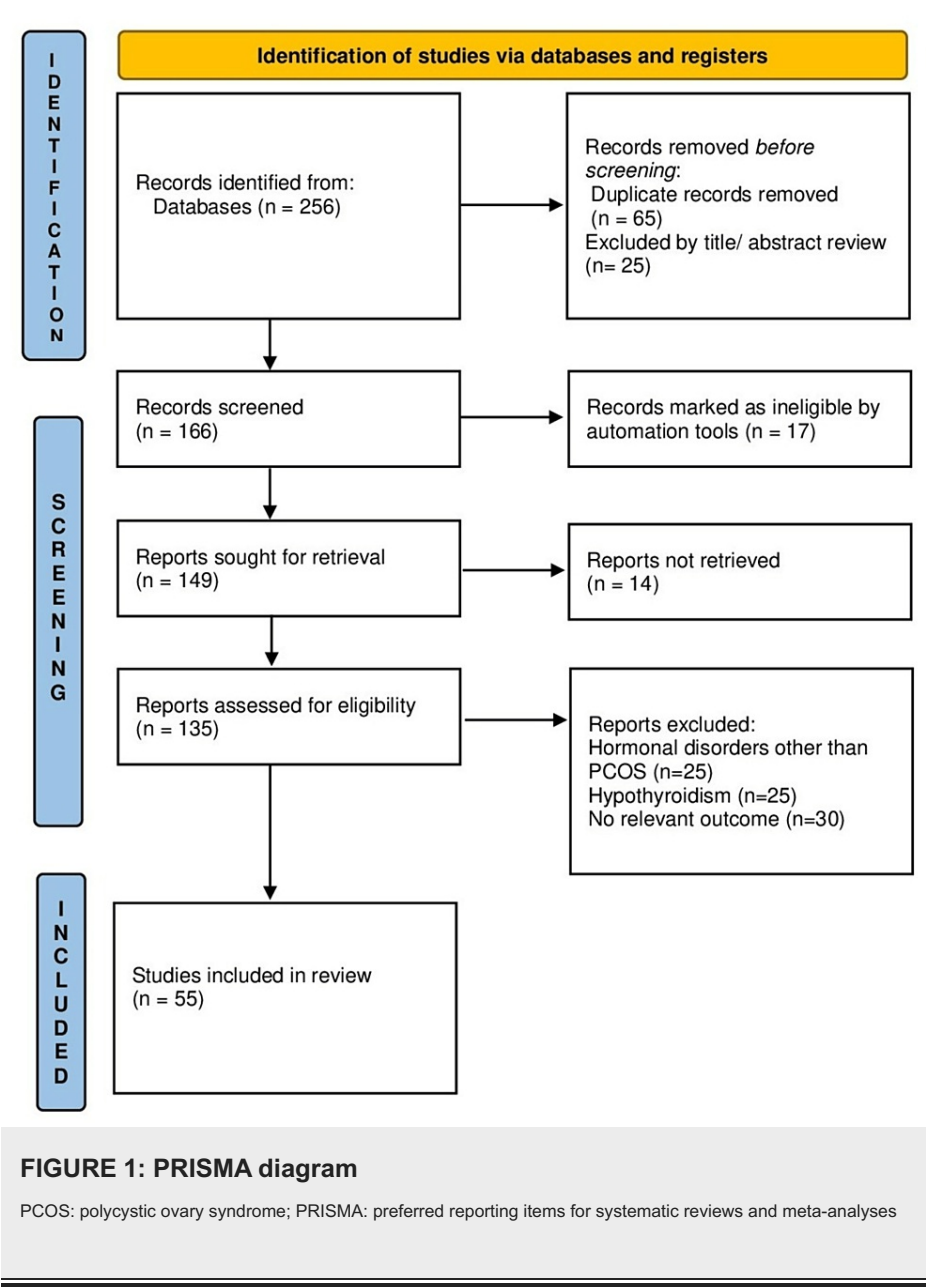 IDENTIFICATION
Identification of studies via databases and registers
Records identified from:
Databases (n = 256)
Records removed before
screening:
Duplicate records removed
(n = 65)
Excluded by title/ abstract review
(n= 25)
SCREENING
Records screened
(n = 166)
Records marked as ineligible by
automation tools (n = 17)
Reports sought for retrieval
(n = 149)
Reports not retrieved
(n = 14)
Reports assessed for eligibility
(n = 135)
Reports excluded:
Hormonal disorders other than
PCOS (n=25)
Hypothyroidism (n=25)
No relevant outcome (n=30)
INCLUDED
Studies included in review
(n = 55)
FIGURE 1: PRISMA diagram
PCOS: polycystic ovary syndrome; PRISMA: preferred reporting items for systematic reviews and meta-analyses